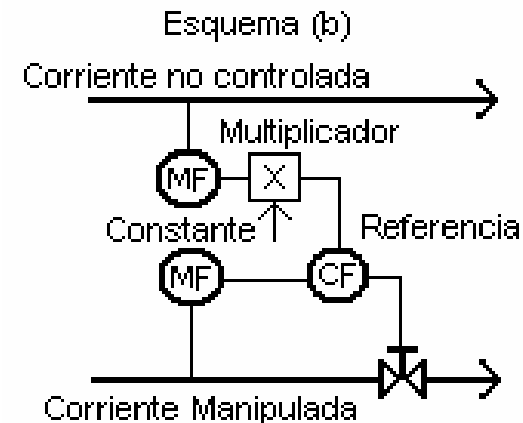 Esquema (b)
Corriente no controlada
Multiplicador
MF
X
Constante
Referencia
MF
CF
Corriente Manipulada